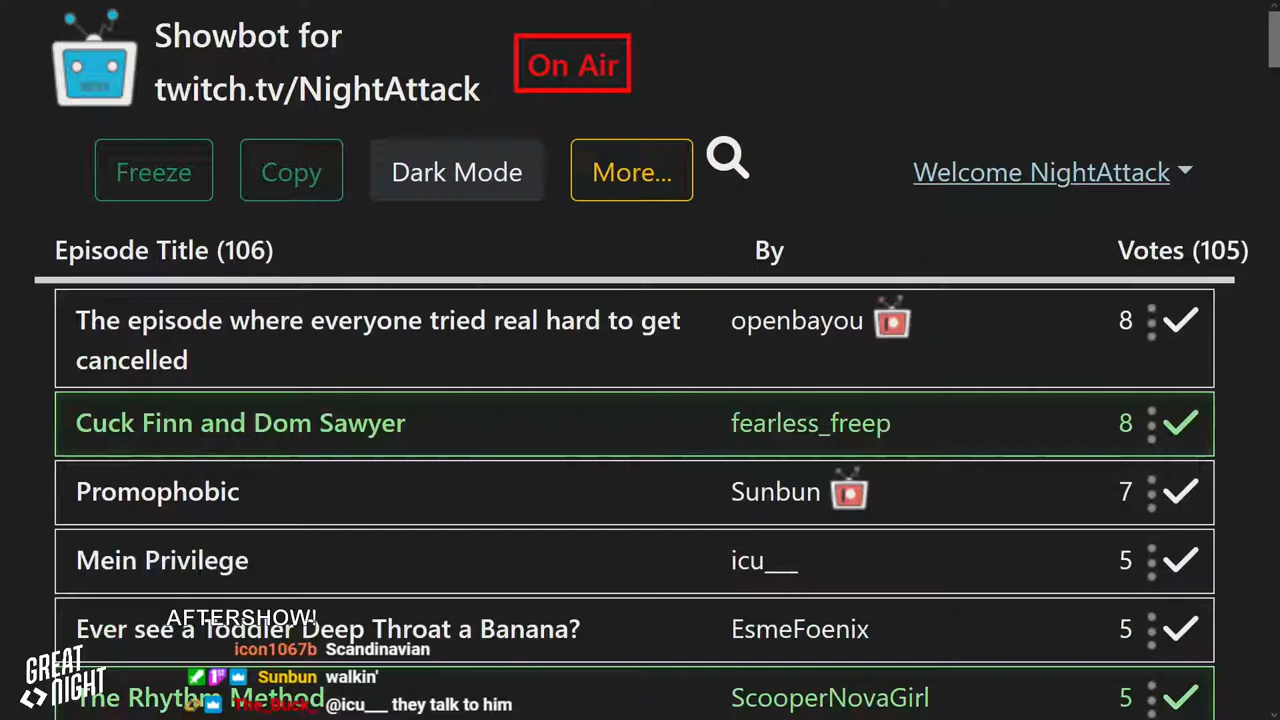 Showbot for
twitch.tv/NightAttack
On Air
Freeze
Copy
Dark Mode
More...
Welcome NightAttack
Episode Title (106)
By
Votes (105)
The episode where everyone tried real hard to get
cancelled
openbayou
8
Cuck Finn and Dom Sawyer
fearless_freep
8
Promophobic
Sunbun
7
Mein Privilege
icu___
5
AFTERSHOW!
Ever see a Toddler Deep Throat a Banana?
EsmeFoenix
5
icon1067b Scandinavian
Sunbun walkin'
The Rhythm Method
ScooperNovaGirl
5
The_Buck_ @icu___ they talk to him
GREAT
NIGHT